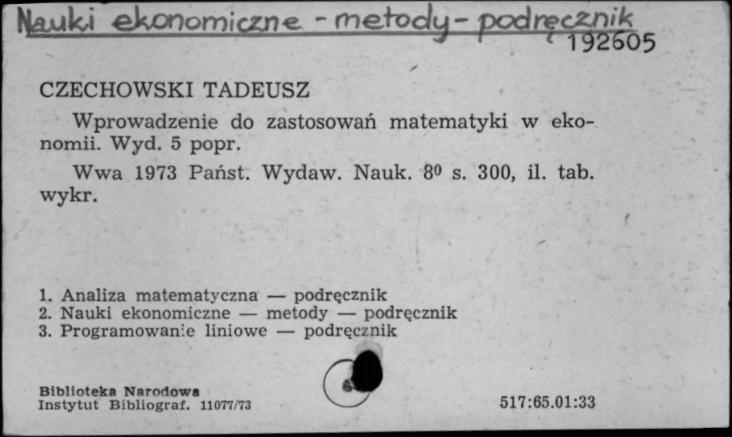 Nauki ekonomiczne - metody - podręcznik
192605
CZECHOWSKI TADEUSZ
Wprowadzenie do zastosowań matematyki w eko-
nomii. Wyd. 5 popr.
Wwa 1973 Państ. Wydaw. Nauk. 8⁰ s. 300, il. tab.
wykr.
1. Analiza matematyczna — podręcznik
2. Nauki ekonomiczne — metody — podręcznik
3. Programowanie liniowe — podręcznik
Biblioteka Narodowa
Instytut Bibliograf. 11077/73
517:65.01:33